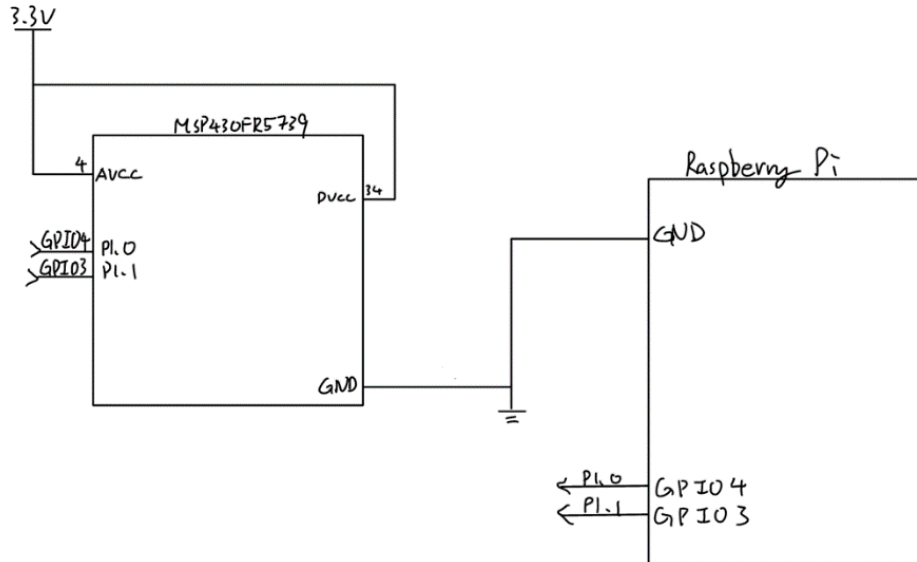 3.3V
MSP430FR5739
4
AVCC
34
DVCC
GPIO4
P1.0
GPIO3
P1.1
GND
Raspberry Pi
GND
P1.0
GPIO4
P1.1
GPIO3